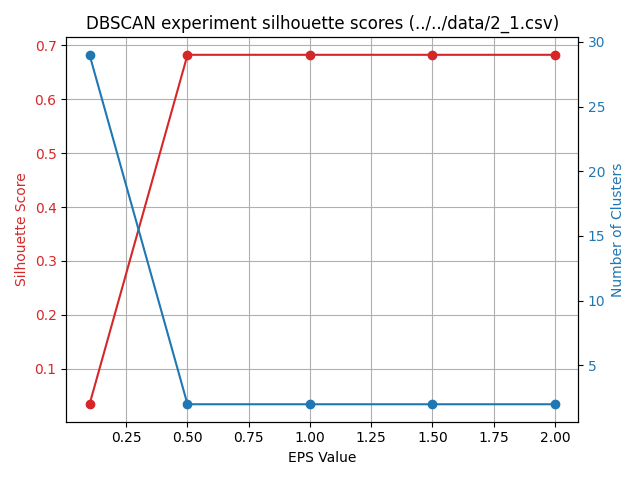 DBSCAN experiment silhouette scores (../../data/2_1.csv)
0.7
0.6
0.5
0.4
0.3
0.2
0.1
Silhouette Score
30
25
20
15
10
5
Number of Clusters
0.25 0.50 0.75 1.00 1.25 1.50 1.75 2.00
EPS Value